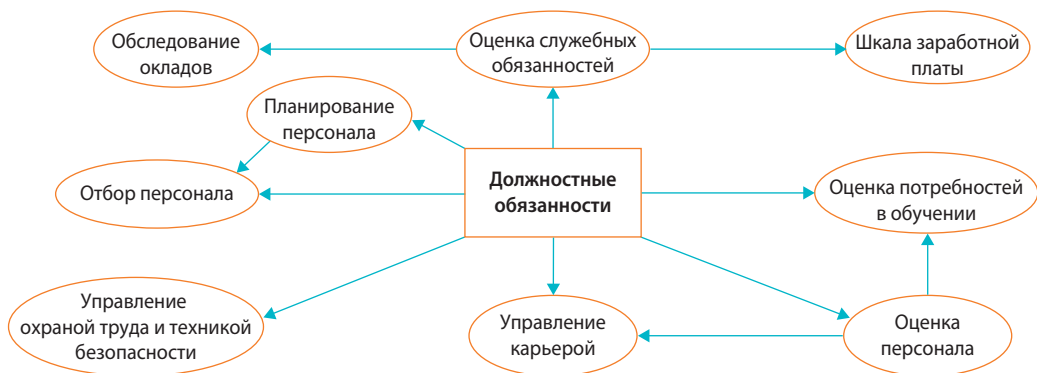 Обследование
окладов
Оценка служебных
обязанностей
Шкала заработной
платы
Планирование
персонала
Отбор персонала
Должностные
обязанности
Оценка потребностей
в обучении
Управление
охраной труда и техникой
безопасности
Управление
карьерой
Оценка
персонала